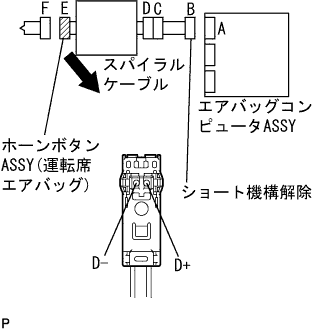 F E D C B
A
スパイラル
ケーブル
エアバッグコン
ピュータASSY
ホーンボタン
ASSY(運転席
エアバッグ)
ショート機構解除
D- D+
P